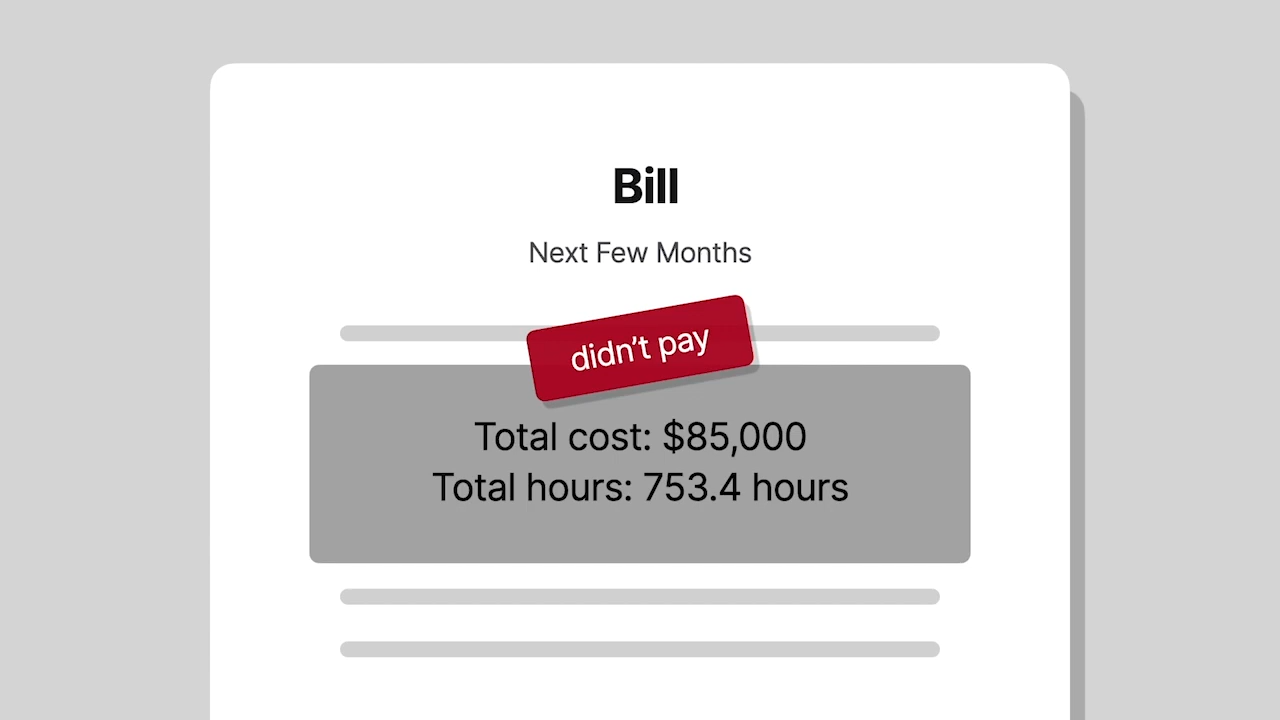 Bill
Next Few Months
didn’t pay
Total cost: $85,000
Total hours: 753.4 hours